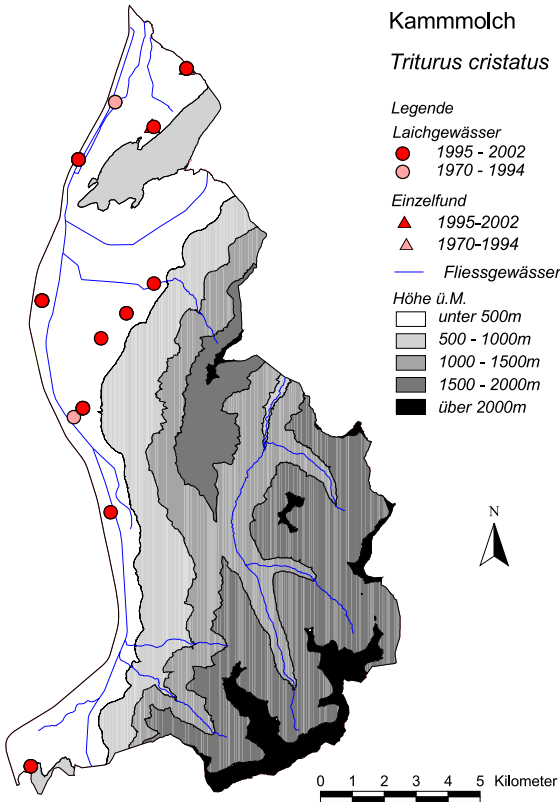 Kammmolch
Triturus cristatus
Legende
Laichgewässer
1995 - 2002
1970 - 1994
Einzelfund
1995-2002
1970-1994
Fliessgewässer
Höhe ü.M.
unter 500m
500 - 1000m
1000 - 1500m
1500 - 2000m
über 2000m
N
0 1 2 3 4 5 Kilometer